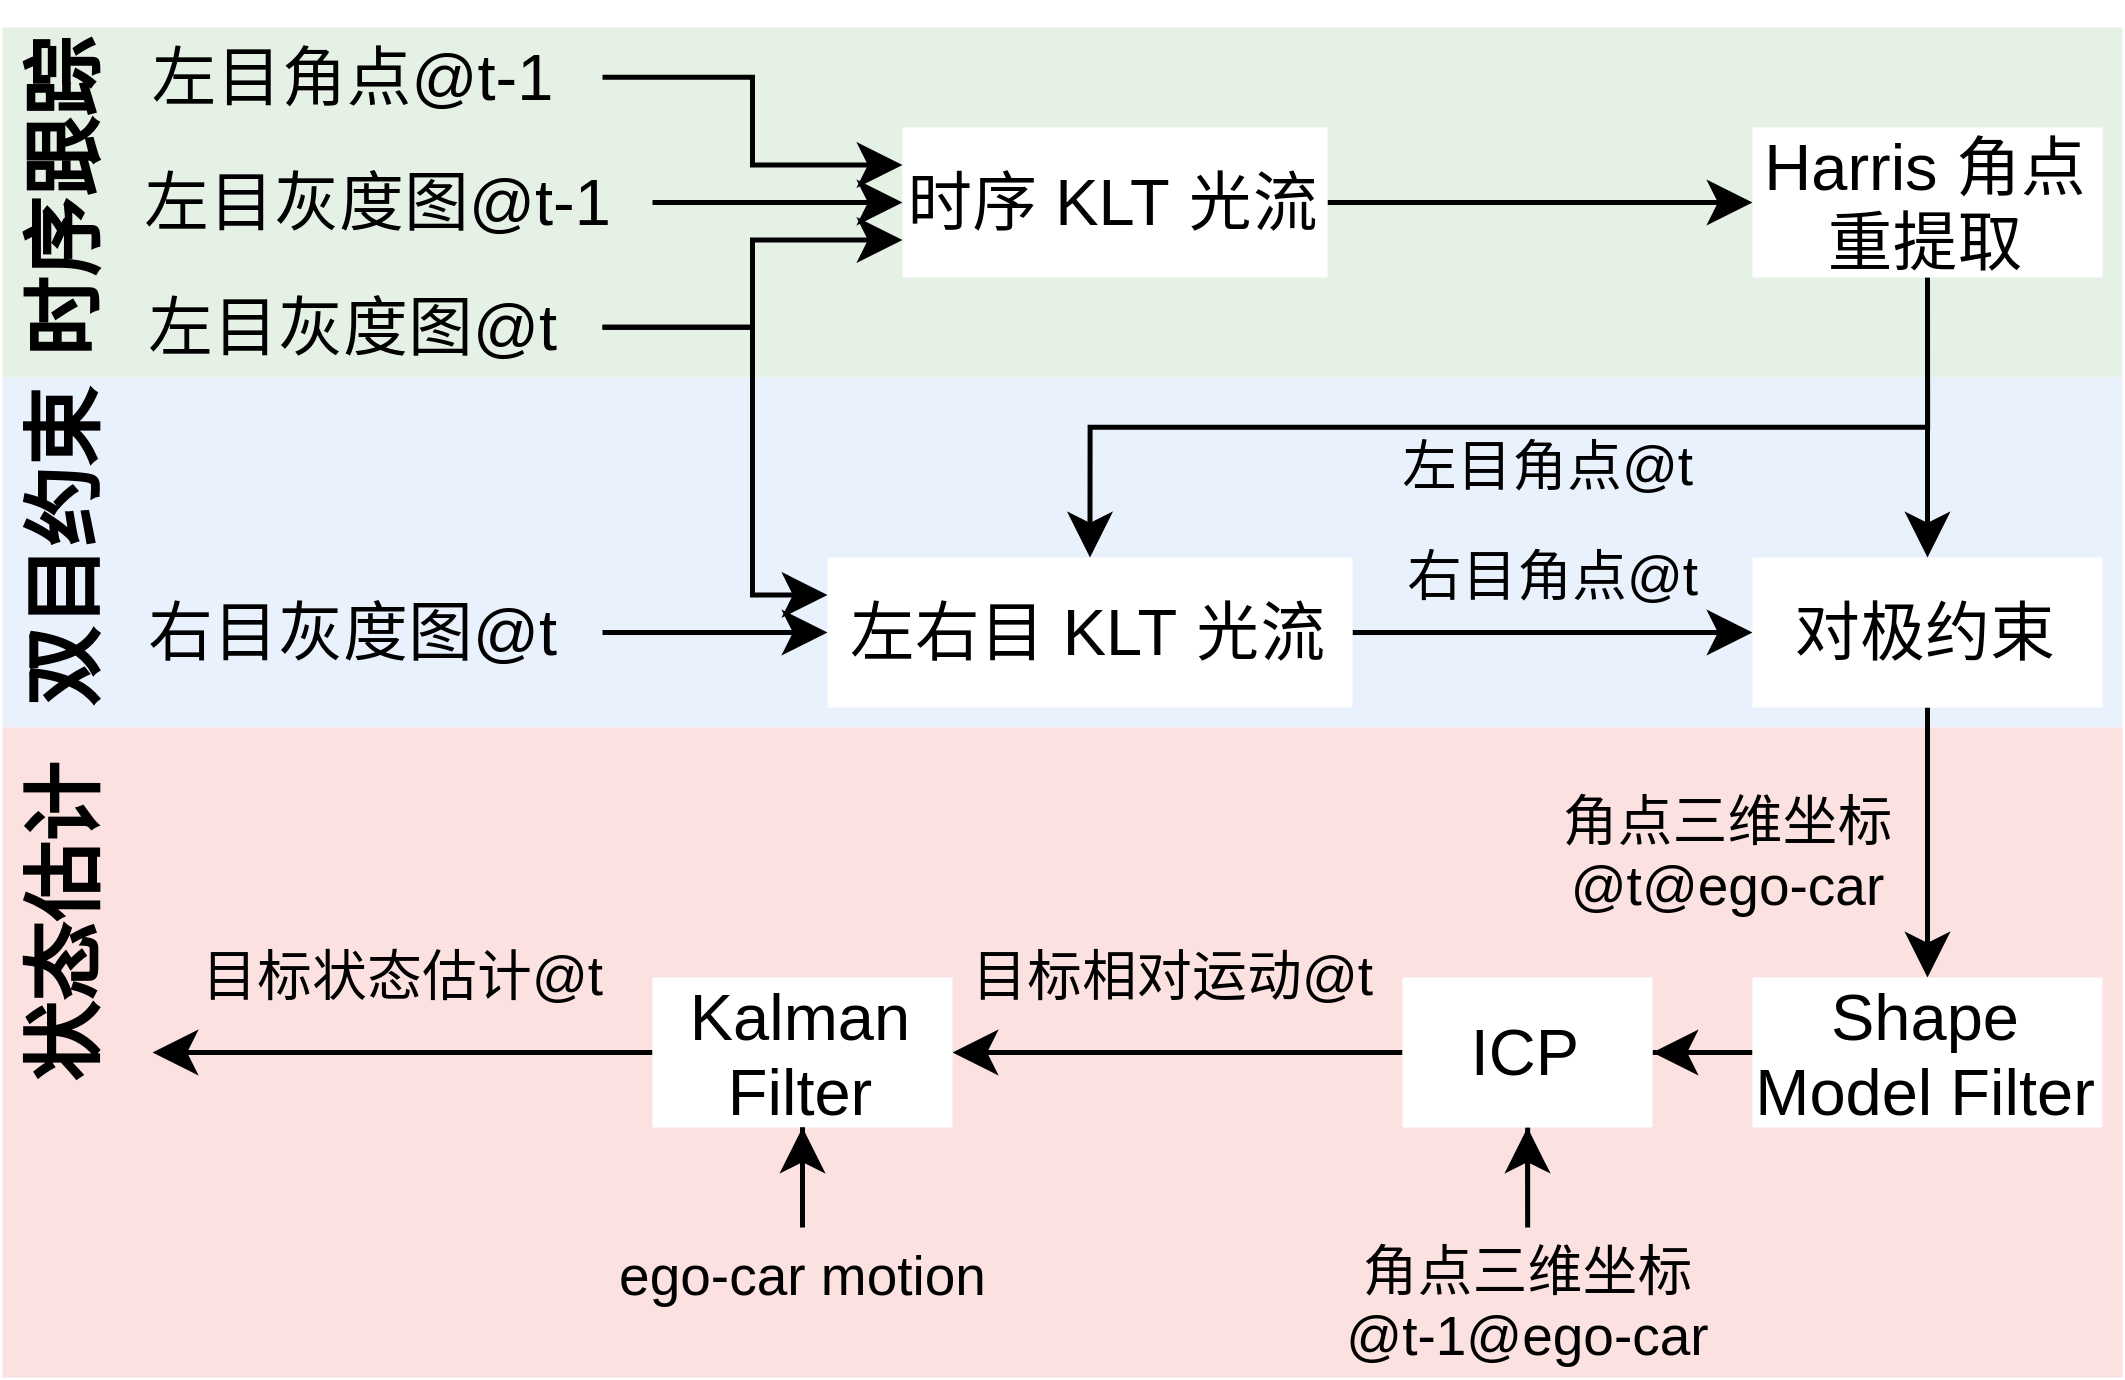 时序跟踪
左目角点@t-1
左目灰度图@t-1
左目灰度图@t
时序 KLT 光流
Harris 角点
重提取
双目约束
左目角点@t
右目角点@t
右目灰度图@t
左右目 KLT 光流
对极约束
状态估计
角点三维坐标
@t@ego-car
目标状态估计@t
Kalman
Filter
目标相对运动@t
ICP
Shape
Model Filter
ego-car motion
角点三维坐标
@t-1@ego-car